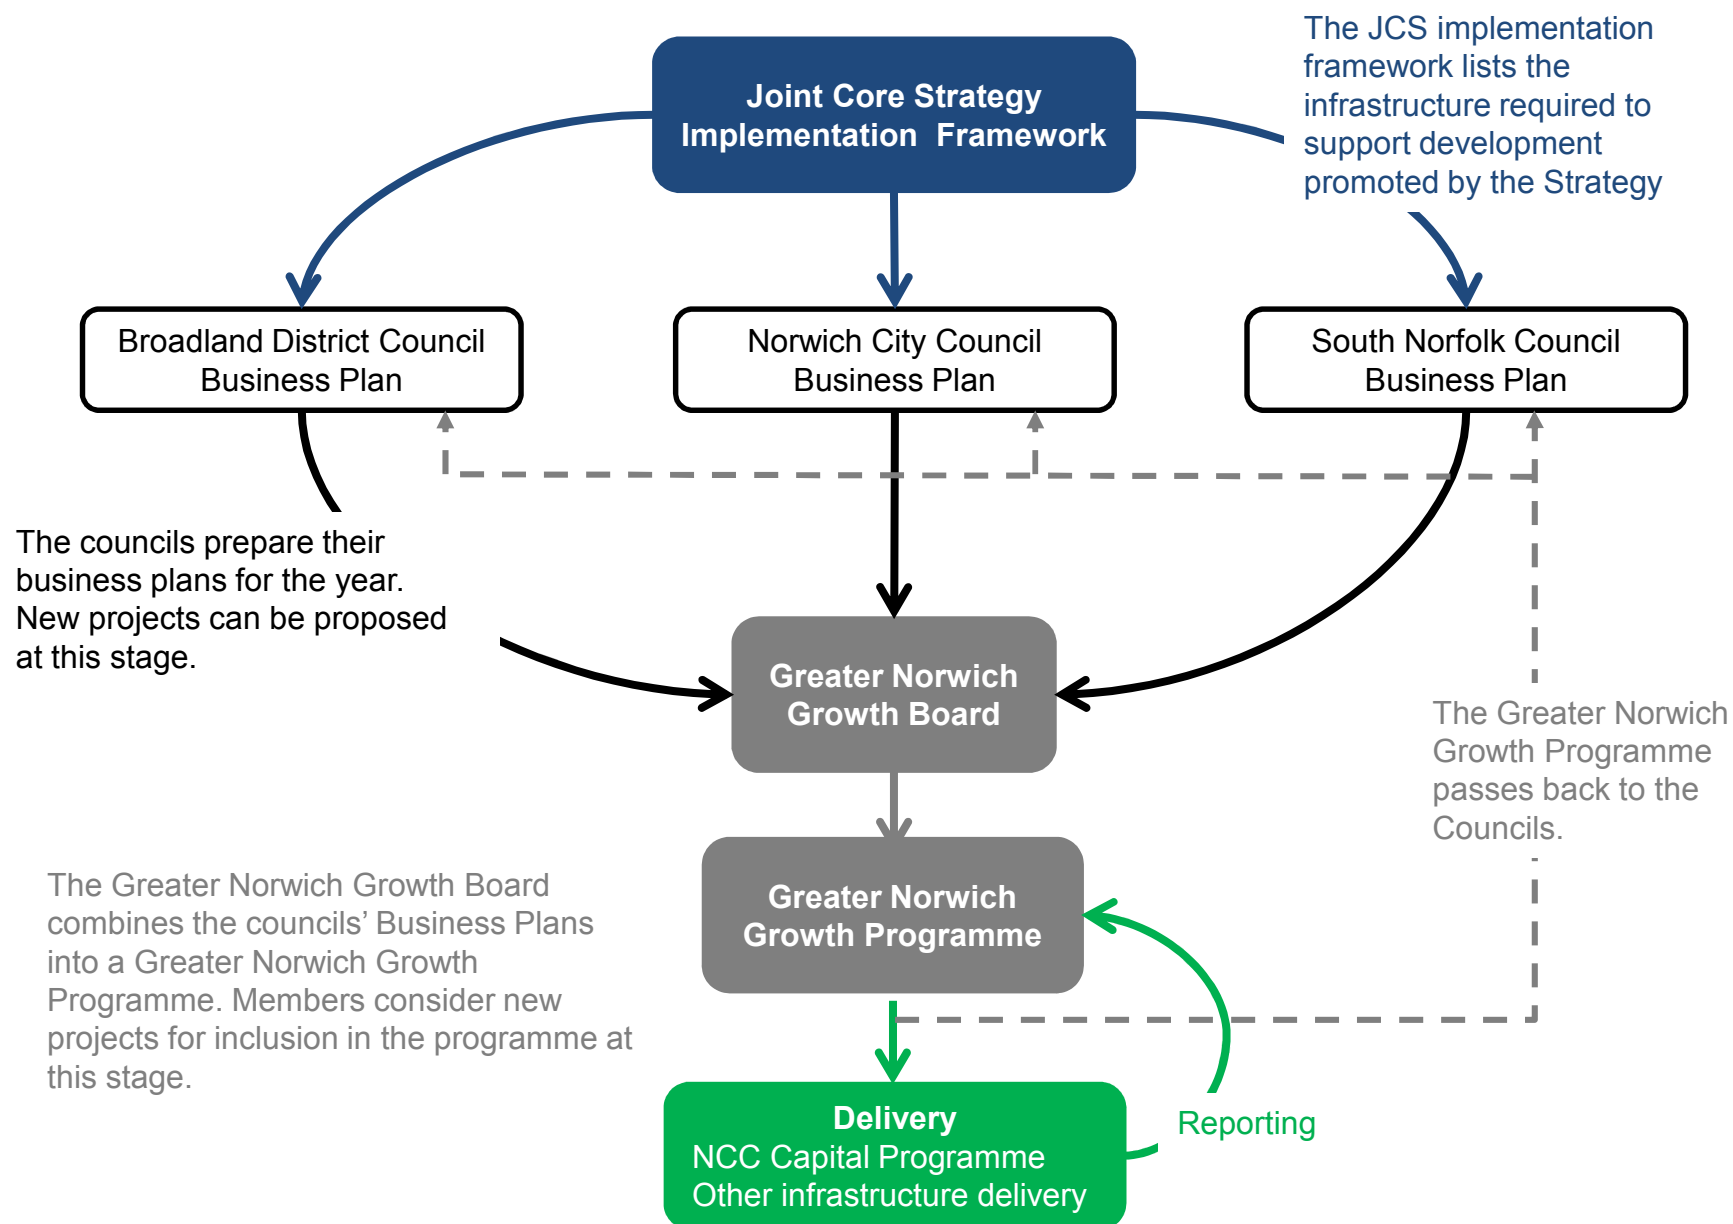 The JCS implementation
framework lists the
infrastructure required to
support development
promoted by the Strategy
Joint Core Strategy
Implementation Framework
Broadland District Council
Business Plan
Norwich City Council
Business Plan
South Norfolk Council
Business Plan
The councils prepare their
business plans for the year.
New projects can be proposed
at this stage.
Greater Norwich
Growth Board
The Greater Norwich
Growth Programme
passes back to the
Councils.
The Greater Norwich Growth Board
combines the councils’ Business Plans
into a Greater Norwich Growth
Programme. Members consider new
projects for inclusion in the programme at
this stage.
Greater Norwich
Growth Programme
Reporting
Delivery
NCC Capital Programme
Other infrastructure delivery